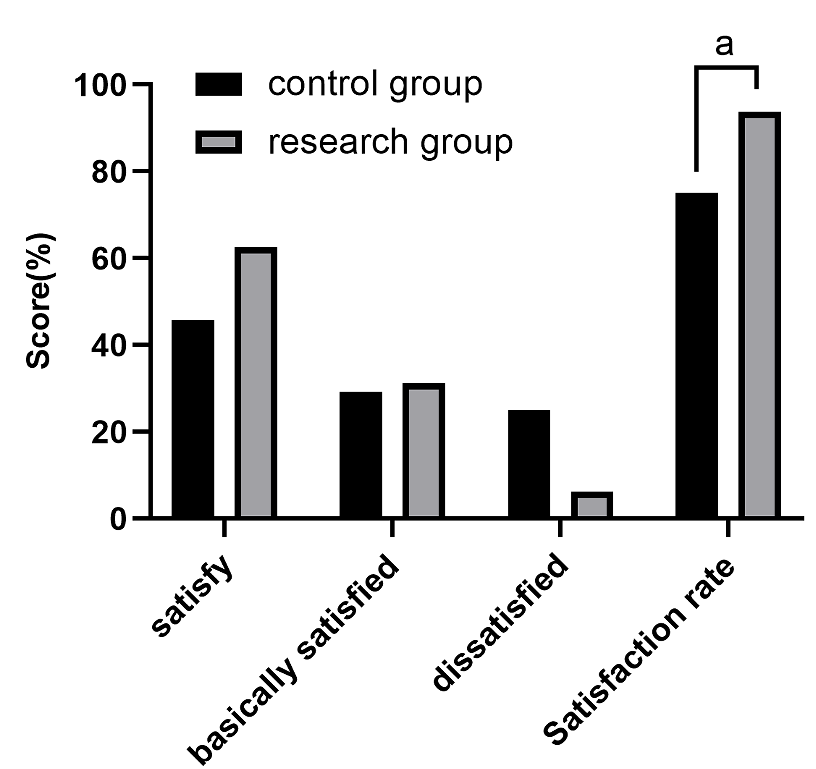 a
control group
research group
Score(%)
100
80
60
40
20
0
satisfy
basically satisfied
dissatisfied
Satisfaction rate